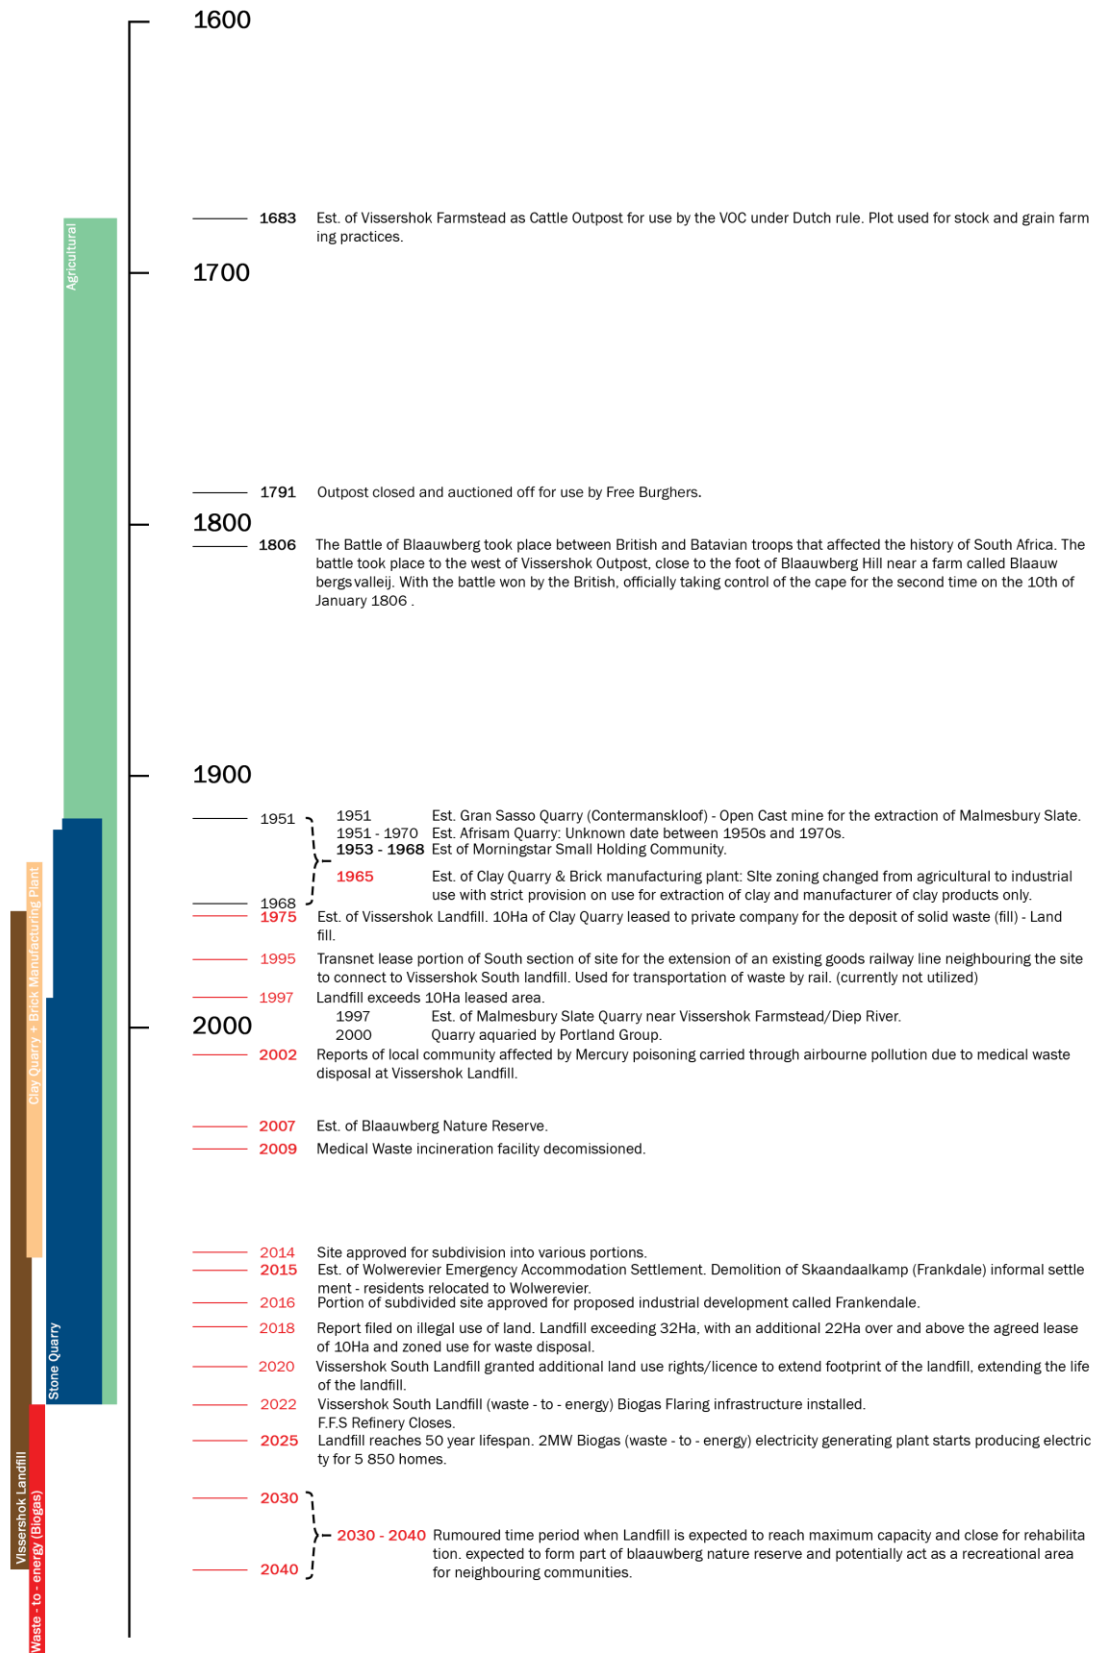 1600
1683 Est. of Vissershok Farmstead as Cattle Outpost for use by the VOC under Dutch rule. Plot used for stock and grain farm
ing practices.
Agricultural
1700
1791 Outpost closed and auctioned off for use by Free Burghers.
1800
1806 The Battle of Blaauwberg took place between British and Batavian troops that affected the history of South Africa. The
battle took place to the west of Vissershok Outpost, close to the foot of Blaauwberg Hill near a farm called Blaauw
bergsvalleij. With the battle won by the British, officially taking control of the cape for the second time on the 10th of
January 1806 .
1900
1951
1951 Est. Gran Sasso Quarry (Contermanskloof) - Open Cast mine for the extraction of Malmesbury Slate.
1951 - 1970 Est. Afrisam Quarry: Unknown date between 1950s and 1970s.
1953 - 1968 Est of Morningstar Small Holding Community.
1965 Est. of Clay Quarry & Brick manufacturing plant: SIte zoning changed from agricultural to industrial
use with strict provision on use for extraction of clay and manufacturer of clay products only.
1968
1975 Est. of Vissershok Landfill. 10Ha of Clay Quarry leased to private company for the deposit of solid waste (fill) - Land
fill.
1995 Transnet lease portion of South section of site for the extension of an existing goods railway line neighbouring the site
to connect to Vissershok South landfill. Used for transportation of waste by rail. (currently not utilized)
1997 Landfill exceeds 10Ha leased area.
1997 Est. of Malmesbury Slate Quarry near Vissershok Farmstead/Diep River.
2000
2000 Quarry aquaried by Portland Group.
2002 Reports of local community affected by Mercury poisoning carried through airbourne pollution due to medical waste
disposal at Vissershok Landfill.
Clay Quarry + Brick Manufacturing Plant
2007 Est. of Blaauwberg Nature Reserve.
2009 Medical Waste incineration facility decomissioned.
2014 Site approved for subdivision into various portions.
2015 Est. of Wolwerevier Emergency Accommodation Settlement. Demolition of Skaandaalkamp (Frankdale) informal settle
ment - residents relocated to Wolwerevier.
2016 Portion of subdivided site approved for proposed industrial development called Frankendale.
2018 Report filed on illegal use of land. Landfill exceeding 32Ha, with an additional 22Ha over and above the agreed lease
of 10Ha and zoned use for waste disposal.
Stone Quarry
2020 Vissershok South Landfill granted additional land use rights/licence to extend footprint of the landfill, extending the life
of the landfill.
2022 Vissershok South Landfill (waste - to - energy) Biogas Flaring infrastructure installed.
F.F.S Refinery Closes.
2025 Landfill reaches 50 year lifespan. 2MW Biogas (waste - to - energy) electricity generating plant starts producing electric
ty for 5 850 homes.
2030
Vissershok Landfill
2030 - 2040 Rumoured time period when Landfill is expected to reach maximum capacity and close for rehabilita
tion. expected to form part of blaauwberg nature reserve and potentially act as a recreational area
for neighbouring communities.
2040
Waste - to - energy (Biogas)